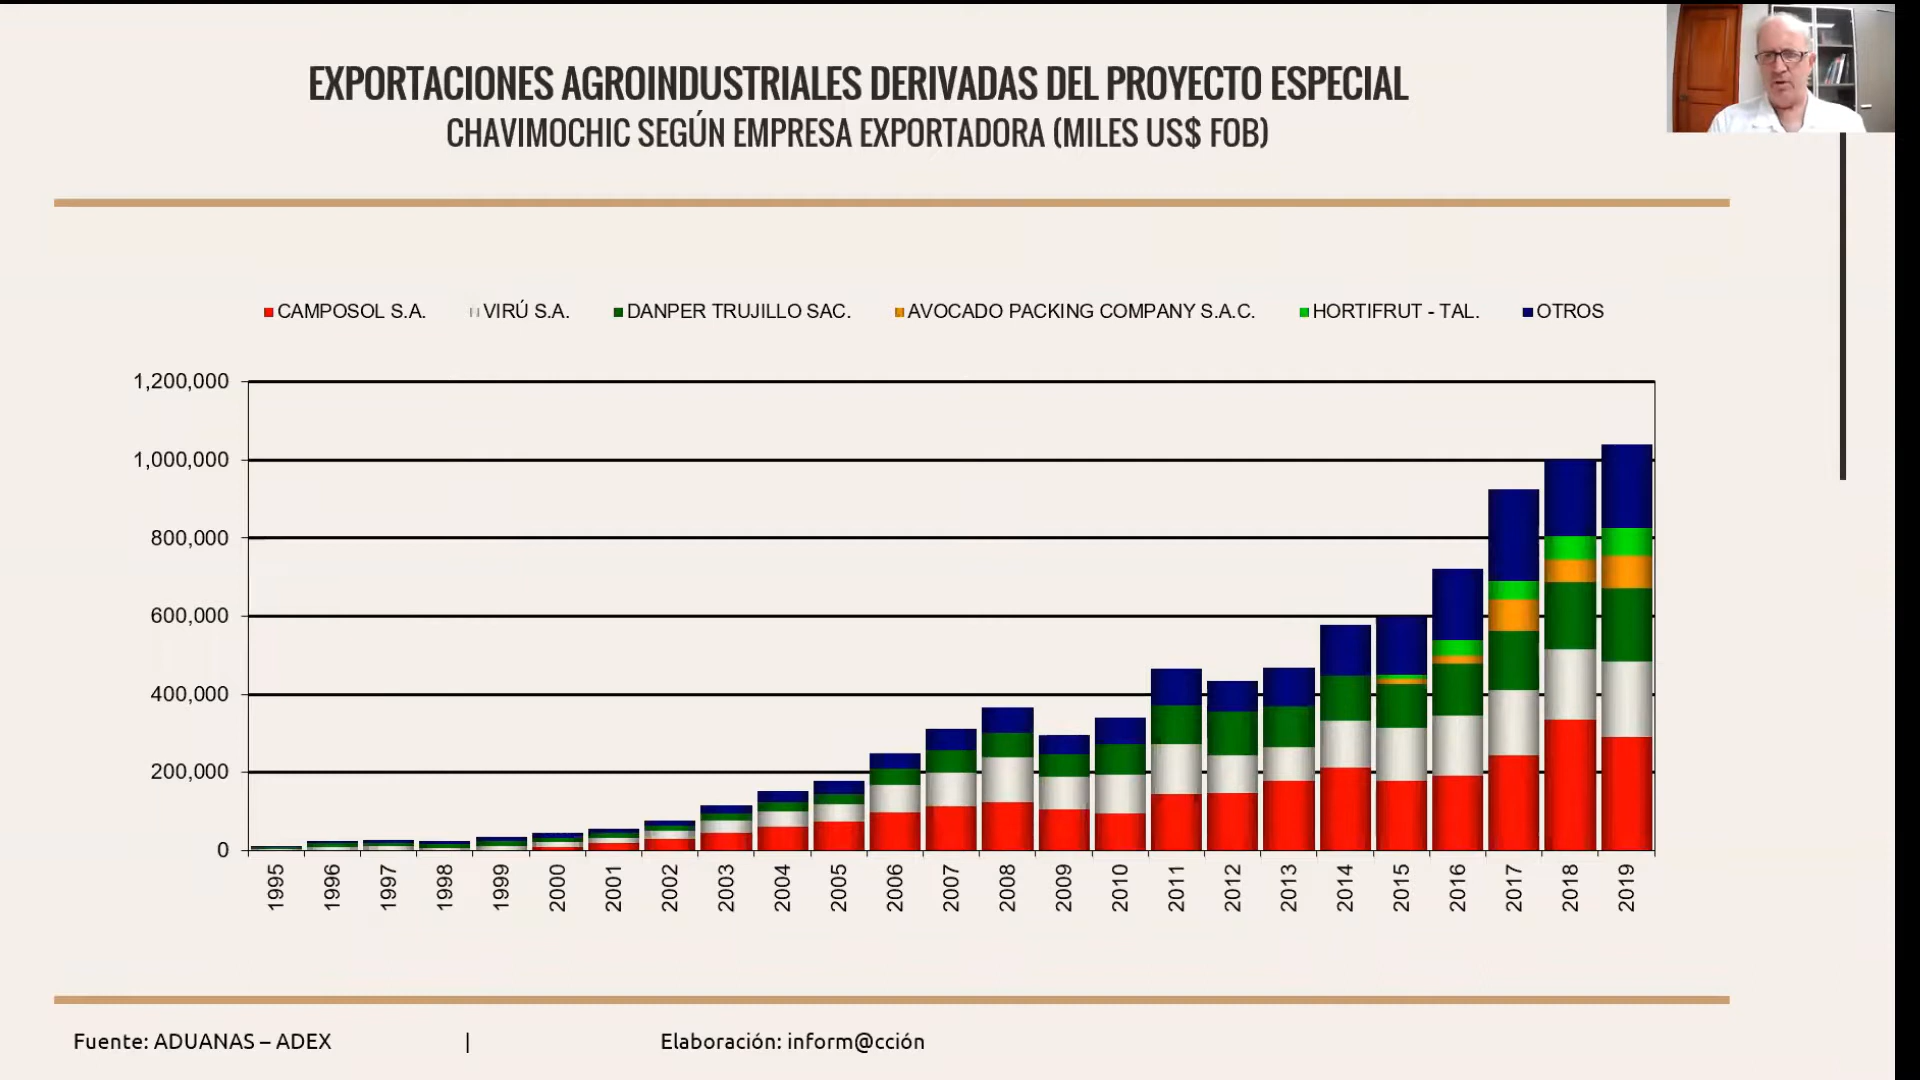 EXPORTACIONES AGROINDUSTRIALES DERIVADAS DEL PROYECTO ESPECIAL
CHAVIMOCHIC SEGÚN EMPRESA EXPORTADORA (MILES US$ FOB)
CAMPOSOL S.A. VIRÚ S.A. DANPER TRUJILLO SAC. AVOCADO PACKING COMPANY S.A.C. HORTIFRUT - TAL. OTROS
1,200,000
1,000,000
800,000
600,000
400,000
200,000
0
1995 1996 1997 1998 1999 2000 2001 2002 2003 2004 2005 2006 2007 2008 2009 2010 2011 2012 2013 2014 2015 2016 2017 2018 2019
Fuente: ADUANAS – ADEX | Elaboración: inform@cción